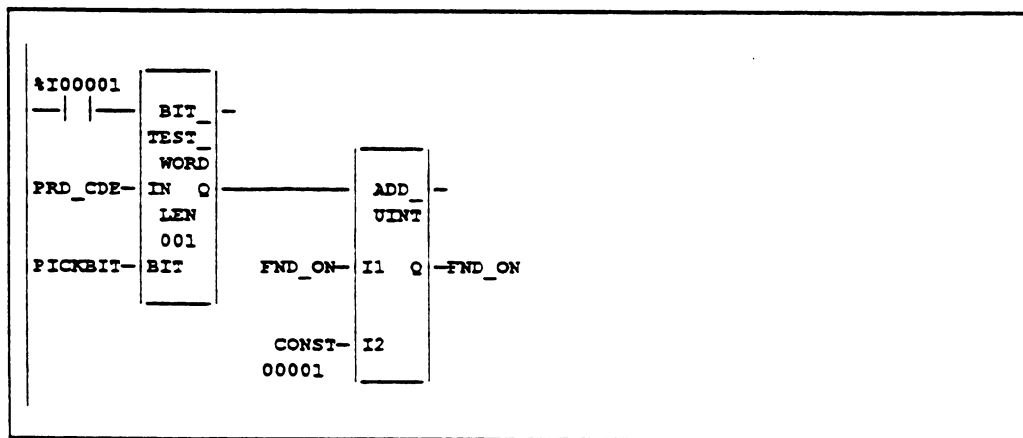 %I00001
BIT_
TEST_
WORD
PRD_CDE IN Q ADD_
LEN UINT
001
PICKBIT BIT FND_ON I1 Q FND_ON
CONST I2
00001